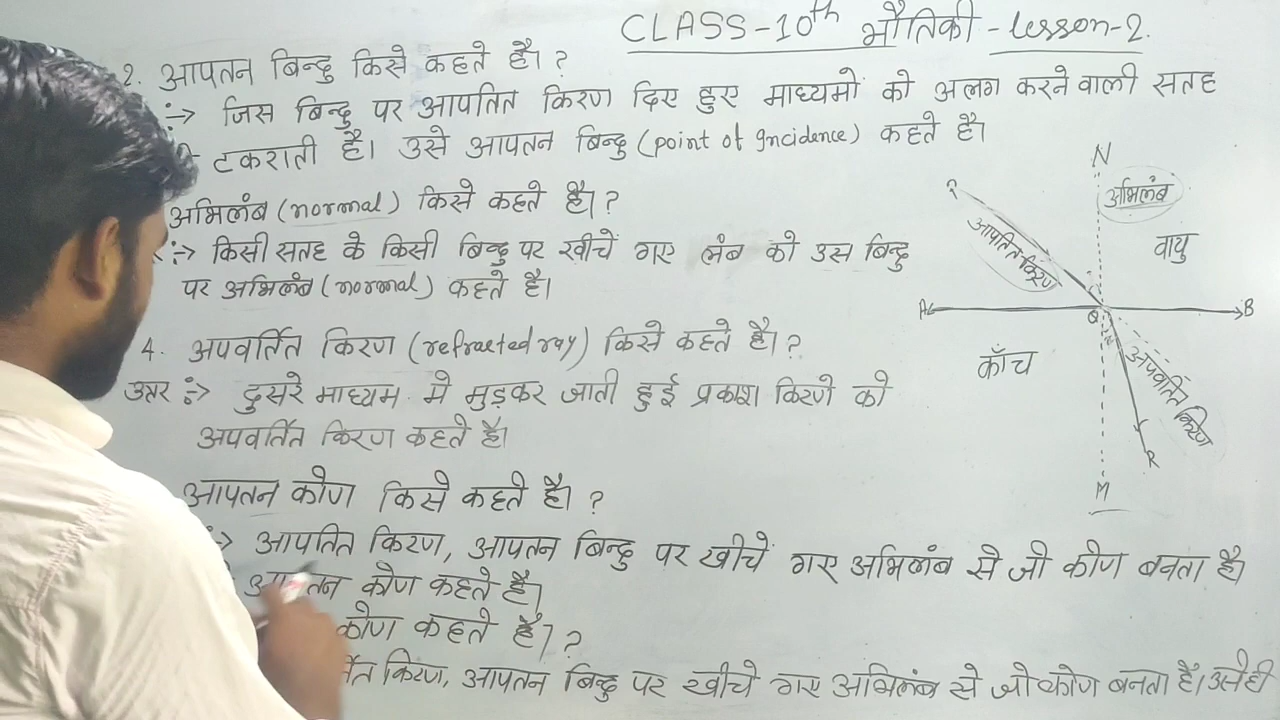 CLASS-10th भौतिकी - lesson-2.
2. आपतन बिन्दु किसे कहते है। ?
:-> जिस बिन्दु पर आपतित किरण दिए हुए माध्यमों को अलग करने वाली सतह
टकराती है। उसे आपतन बिन्दु (point of Incidence) कहते है।
अभिलंब (normal) किसे कहते है। ?
:-> किसी सतह के किसी बिन्दु पर खीचें गए लंब को उस बिन्दु
पर अभिलंब (normal) कहते है।
4. अपवर्तित किरण (refracted ray) किसे कहते है। ?
उत्तर :-> दुसरे माध्यम मे मुड़कर जाती हुई प्रकाश किरणे को
अपवर्तित किरण कहते है।
आपतन कोण किसे कहते है। ?
:-> आपतित किरण, आपतन बिन्दु पर खीचें गए अभिलंब से जो कोण बनता है।
आपतन कोण कहते है।
कोण कहते है। ?
किरण, आपतन बिन्दु पर खीचे गए अभिलंब से जो कोण बनता है। उसे ही
N
P
अभिलंब
आपतित किरण
वायु
A
B
Q
काँच
अपवर्तित किरण
R
M